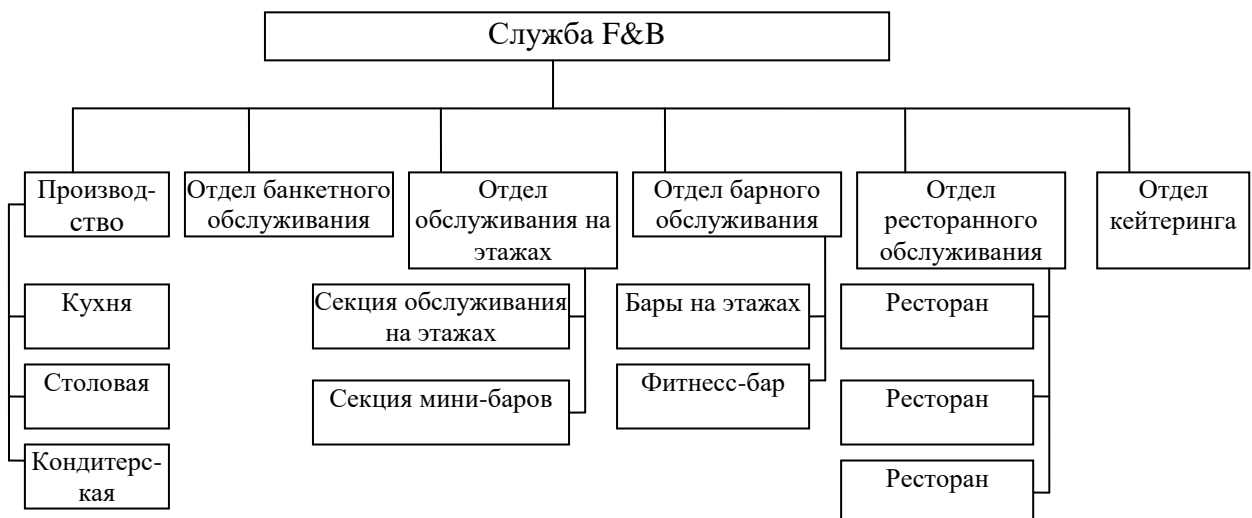 Служба F&B
Производ-
ство
Отдел банкетного
обслуживания
Отдел
обслуживания на
этажах
Отдел барного
обслуживания
Отдел
ресторанного
обслуживания
Отдел
кейтеринга
Кухня
Секция обслуживания
на этажах
Бары на этажах
Ресторан
Столовая
Секция мини-баров
Фитнесс-бар
Ресторан
Кондитерс-
кая
Ресторан